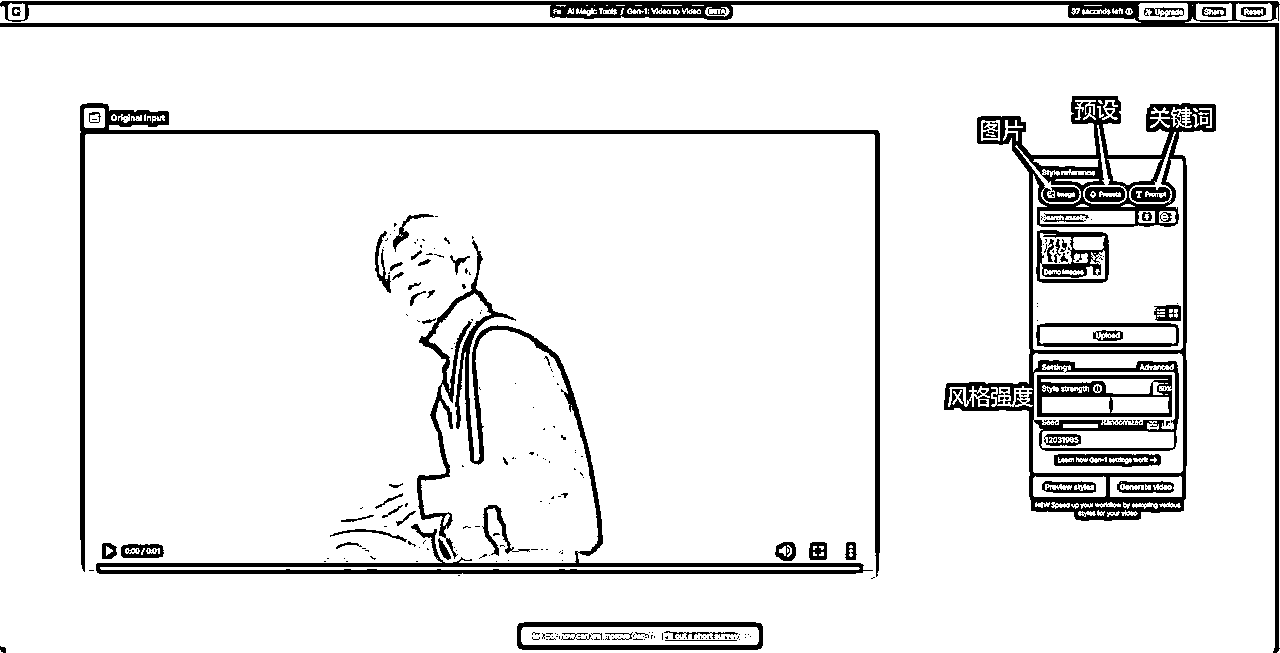 AI Magic Tools / Gen-1: Video to Video BETA
37 seconds left
Upgrade
Share
Reset
Original input
图片
预设
关键词
Style reference
Image
Presets
Prompt
Search assets
Demo Images
Upload
Settings
Advanced
风格强度
Style strength
50%
Seed
Randomized
12031985
Learn how Gen-1 settings work →
Preview styles
Generate video
NEW Speed up your workflow by sampling various
styles for your video
0:00 / 0:01
how can we improve Gen-1
Fill out a short survey